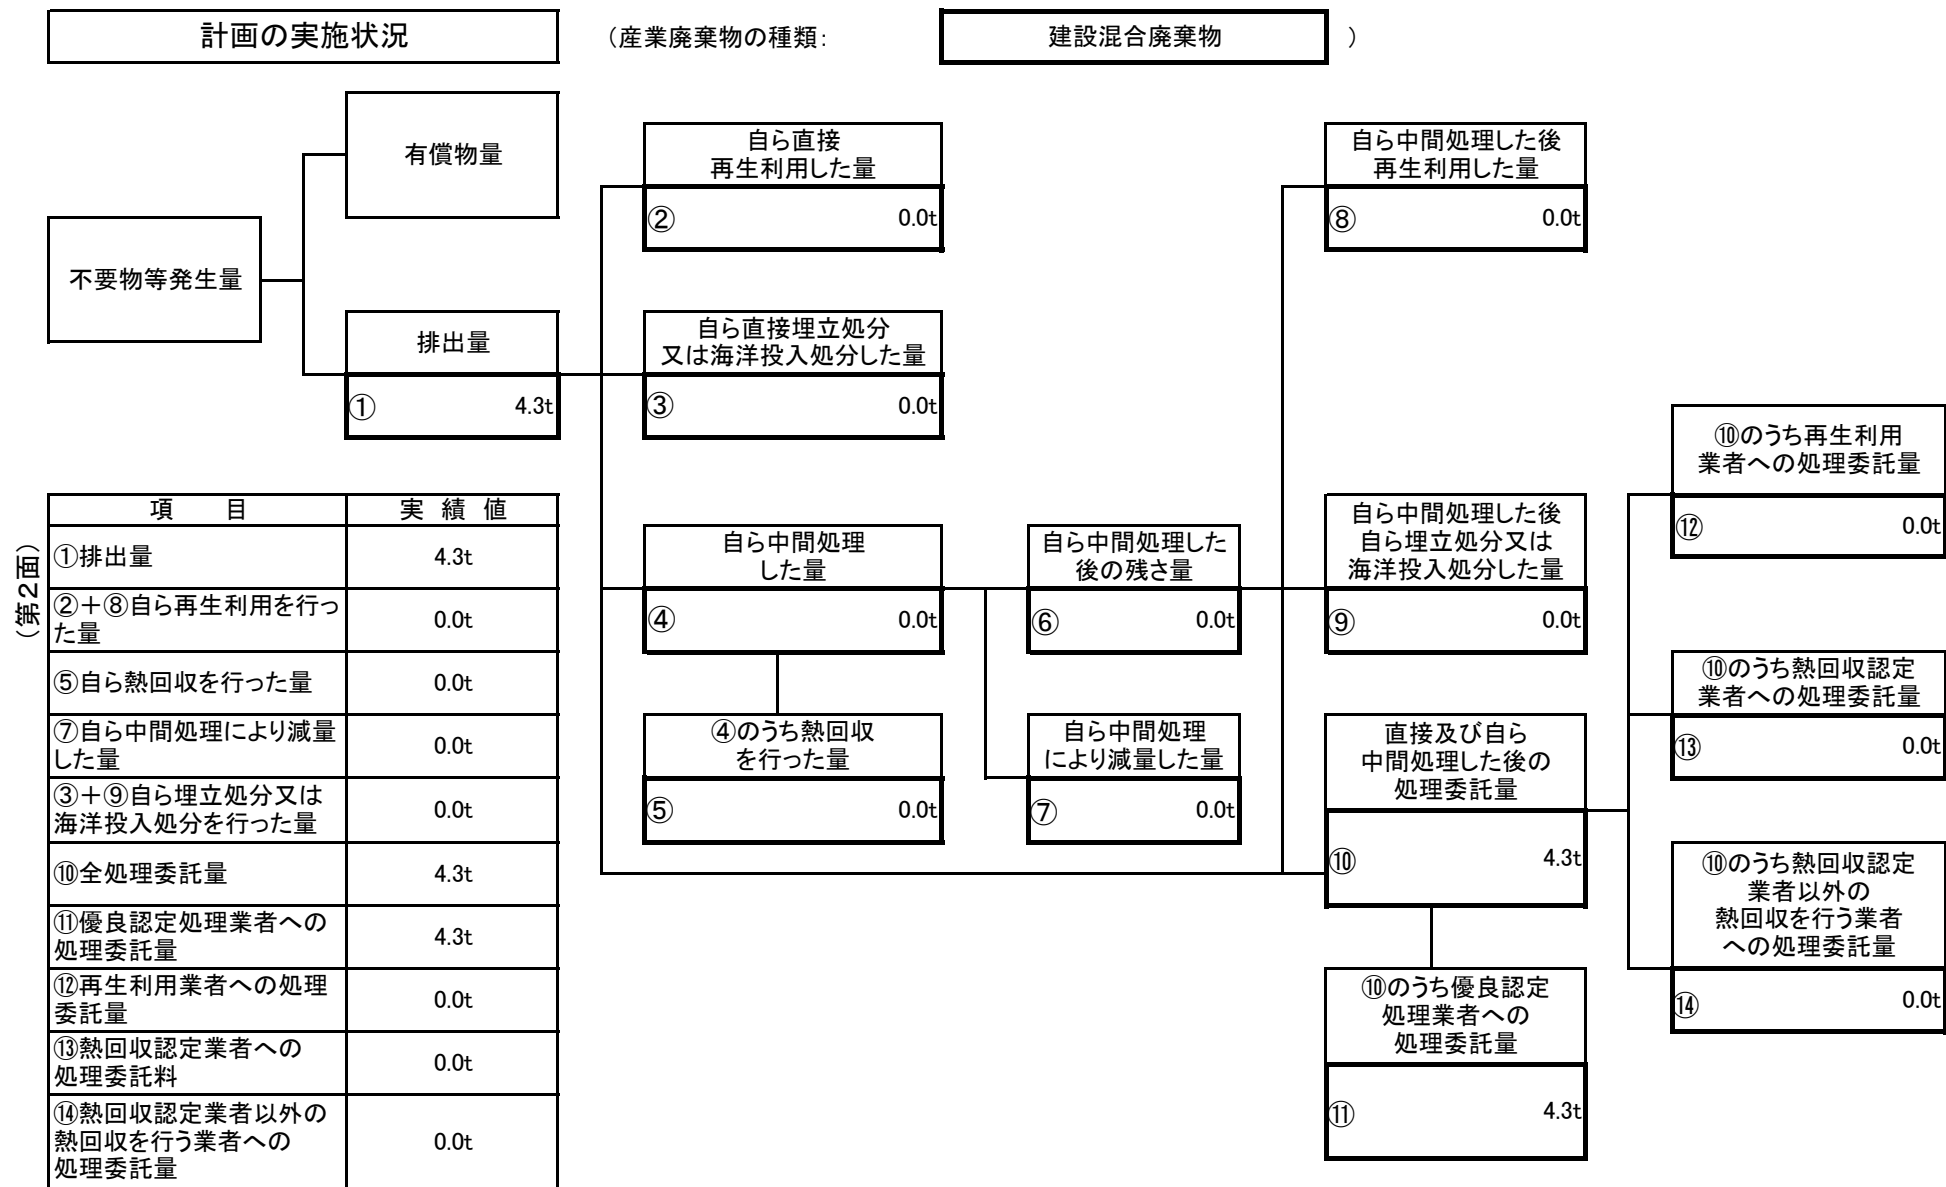 計画の実施状況
（産業廃棄物の種類：
建設混合廃棄物
）
有償物量
不要物等発生量
排出量
① 4.3t
自ら直接
再生利用した量
② 0.0t
自ら直接埋立処分
又は海洋投入処分した量
③ 0.0t
自ら中間処理
した量
④ 0.0t
④のうち熱回収
を行った量
⑤ 0.0t
自ら中間処理した
後の残さ量
⑥ 0.0t
自ら中間処理
により減量した量
⑦ 0.0t
自ら中間処理した後
再生利用した量
⑧ 0.0t
自ら中間処理した後
自ら埋立処分又は
海洋投入処分した量
⑨ 0.0t
直接及び自ら
中間処理した後の
処理委託量
⑩ 4.3t
⑩のうち優良認定
処理業者への
処理委託量
⑪ 4.3t
⑩のうち再生利用
業者への処理委託量
⑫ 0.0t
⑩のうち熱回収認定
業者への処理委託量
⑬ 0.0t
⑩のうち熱回収認定
業者以外の
熱回収を行う業者
への処理委託量
⑭ 0.0t
（第２面）
項　目 実 績 値
①排出量 4.3t
②＋⑧自ら再生利用を行っ
た量 0.0t
⑤自ら熱回収を行った量 0.0t
⑦自ら中間処理により減量
した量 0.0t
③＋⑨自ら埋立処分又は
海洋投入処分を行った量 0.0t
⑩全処理委託量 4.3t
⑪優良認定処理業者への
処理委託量 4.3t
⑫再生利用業者への処理
委託量 0.0t
⑬熱回収認定業者への
処理委託料 0.0t
⑭熱回収認定業者以外の
熱回収を行う業者への
処理委託量 0.0t